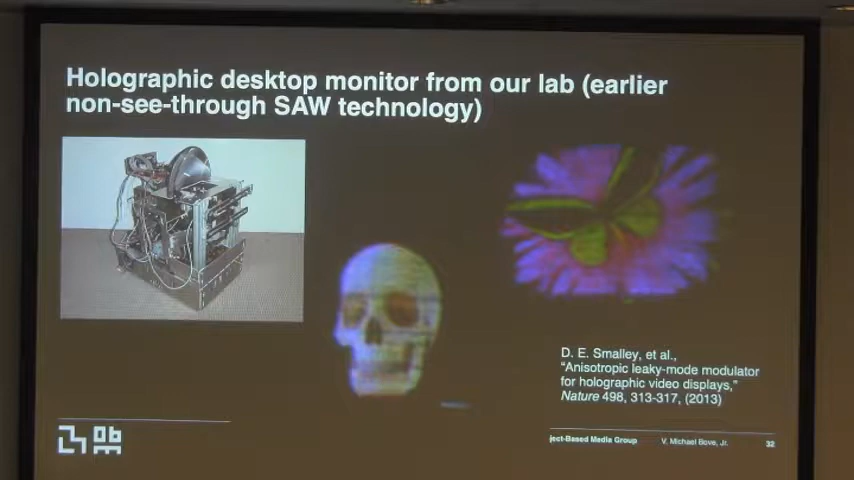 Holographic desktop monitor from our lab (earlier
non-see-through SAW technology)
D. E. Smalley, et al.,
"Anisotropic leaky-mode modulator
for holographic video displays,"
Nature 498, 313-317, (2013)
ject-Based Media Group V. Michael Bove, Jr. 32